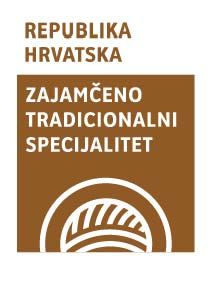 REPUBLIKA
HRVATSKA
ZAJAMČENO
TRADICIONALNI
SPECIJALITET